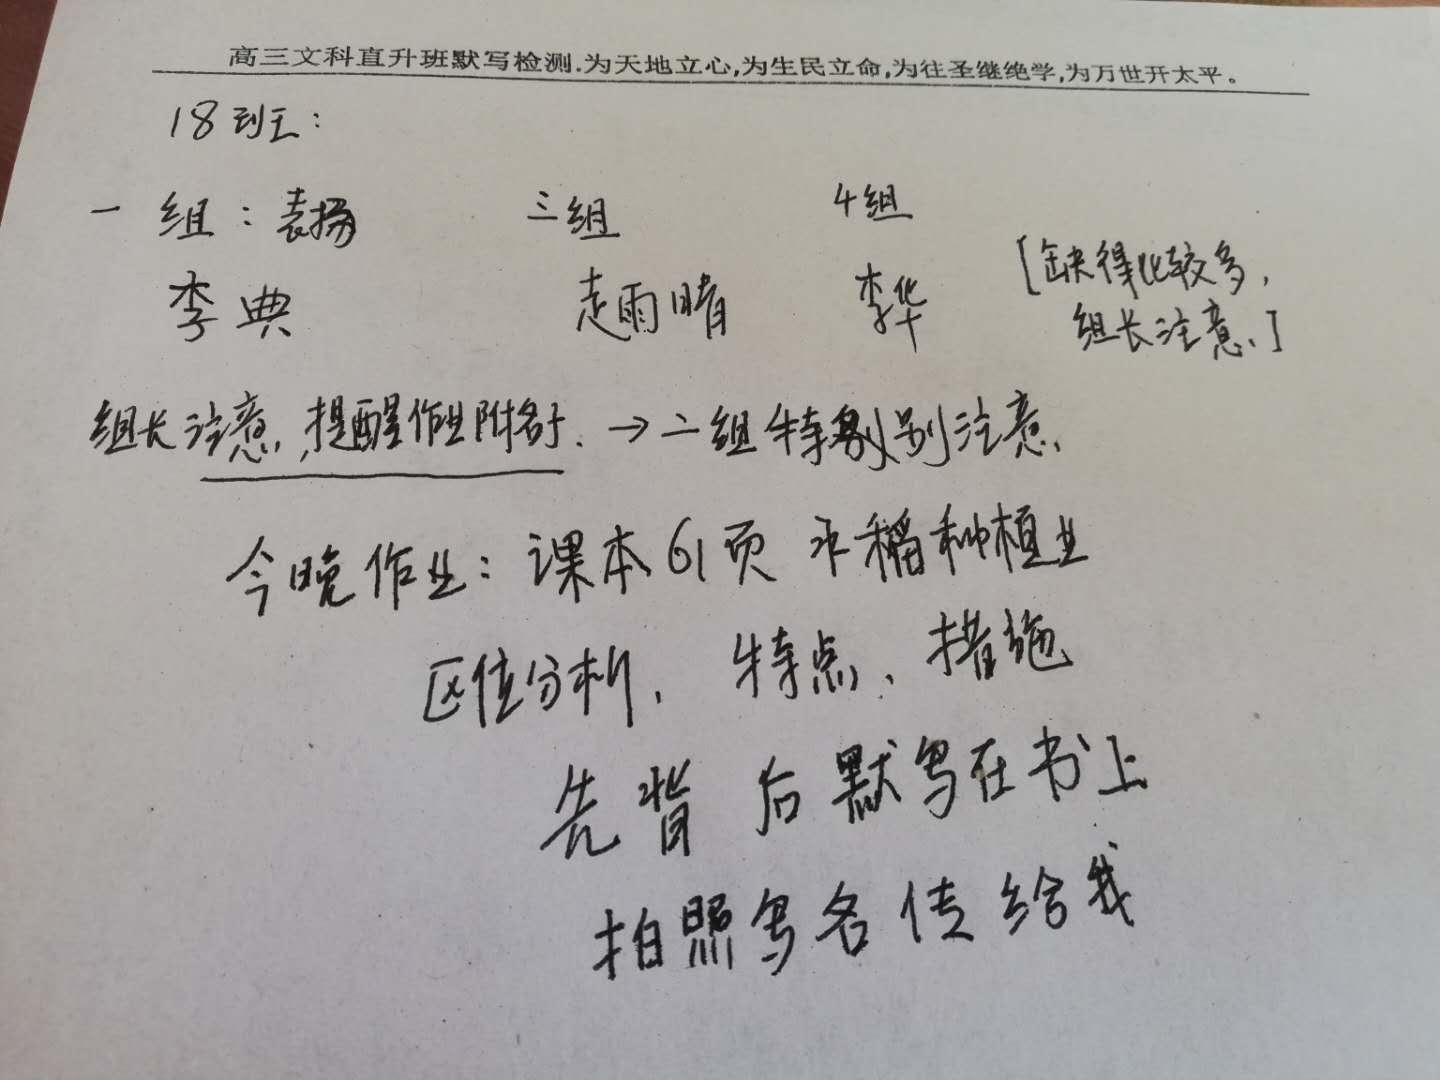 高三文科直升班默写检测.为天地立心,为生民立命,为往圣继绝学,为万世开太平。
18班:
一组:袁扬 三组 4组
李典 赵雨晴 李华 [缺得比较多,
组长注意、]
组长注意,提醒作业附名子. → 二组特别注意、
今晚作业:课本61页 水稻种植业
区位分析、特点、措施
先背后默写在书上
拍照写名传给我